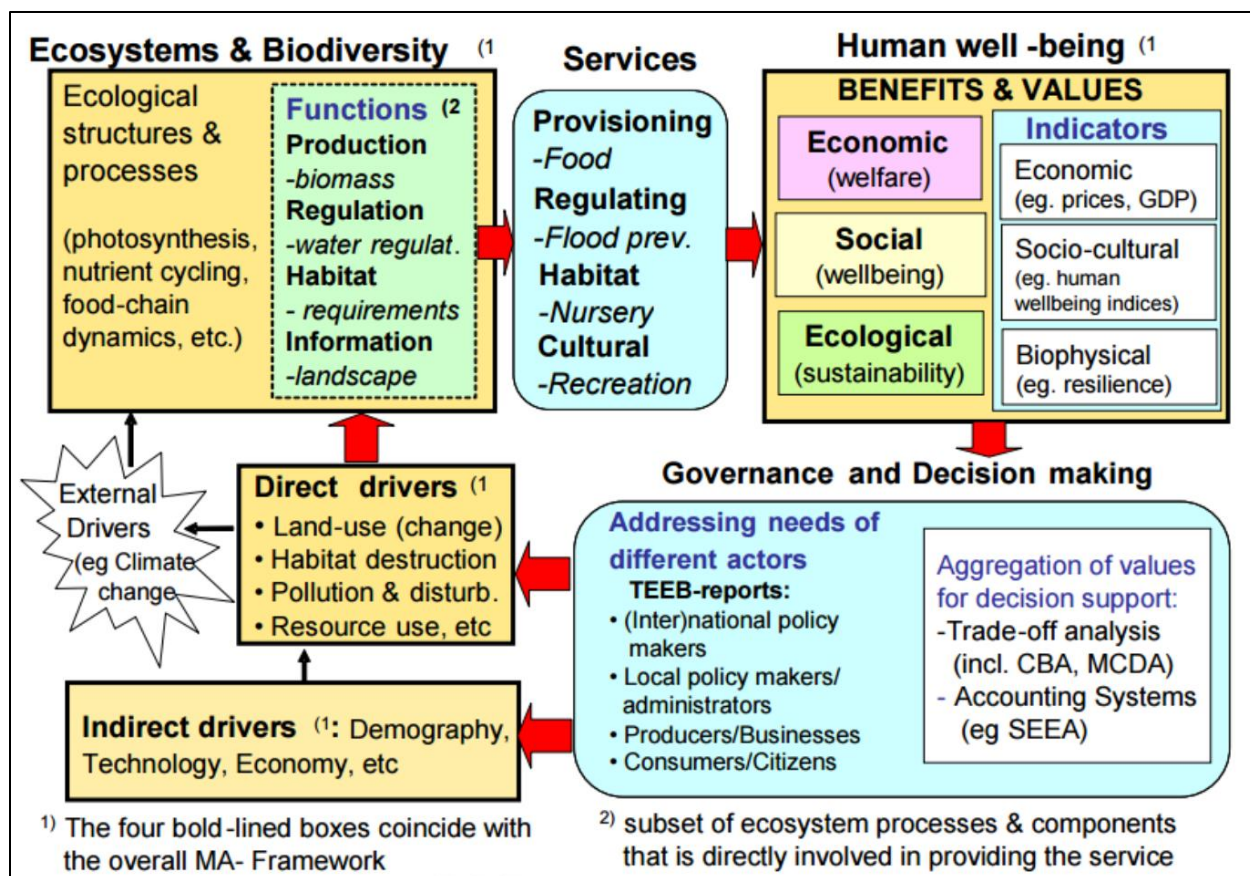 Ecosystems & Biodiversity (1
Ecological
structures &
processes
(photosynthesis,
nutrient cycling,
food-chain
dynamics, etc.)
Functions (2
Production
-biomass
Regulation
-water regulat.
Habitat
- requirements
Information
-landscape
Services
Provisioning
-Food
Regulating
-Flood prev.
Habitat
-Nursery
Cultural
-Recreation
Human well -being (1
BENEFITS & VALUES
Economic
(welfare)
Social
(wellbeing)
Ecological
(sustainability)
Indicators
Economic
(eg. prices, GDP)
Socio-cultural
(eg. human
wellbeing indices)
Biophysical
(eg. resilience)
Governance and Decision making
Addressing needs of
different actors
TEEB-reports:
• (Inter)national policy
makers
• Local policy makers/
administrators
• Producers/Businesses
• Consumers/Citizens
Aggregation of values
for decision support:
-Trade-off analysis
(incl. CBA, MCDA)
- Accounting Systems
(eg SEEA)
Direct drivers (1
• Land-use (change)
• Habitat destruction
• Pollution & disturb.
• Resource use, etc
External
Drivers
(eg Climate
change
Indirect drivers (1: Demography,
Technology, Economy, etc
1) The four bold-lined boxes coincide with
the overall MA- Framework
2) subset of ecosystem processes & components
that is directly involved in providing the service